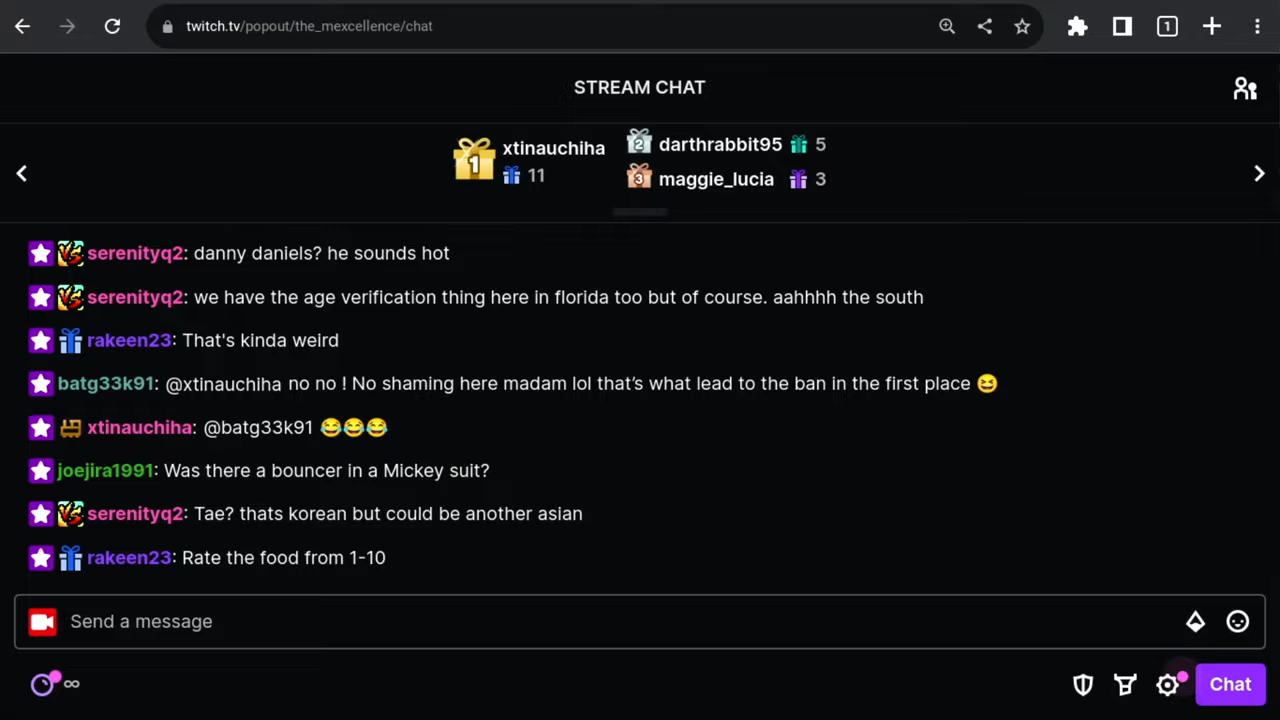 twitch.tv/popout/the_mexcellence/chat
1
STREAM CHAT
1 xtinauchiha
11
2 darthrabbit95 5
3 maggie_lucia 3
serenityq2: danny daniels? he sounds hot
serenityq2: we have the age verification thing here in florida too but of course. aahhhh the south
rakeen23: That's kinda weird
batg33k91: @xtinauchiha no no ! No shaming here madam lol that’s what lead to the ban in the first place 😆
xtinauchiha: @batg33k91 😂😂😂
joejira1991: Was there a bouncer in a Mickey suit?
serenityq2: Tae? thats korean but could be another asian
rakeen23: Rate the food from 1-10
Send a message
∞
Chat